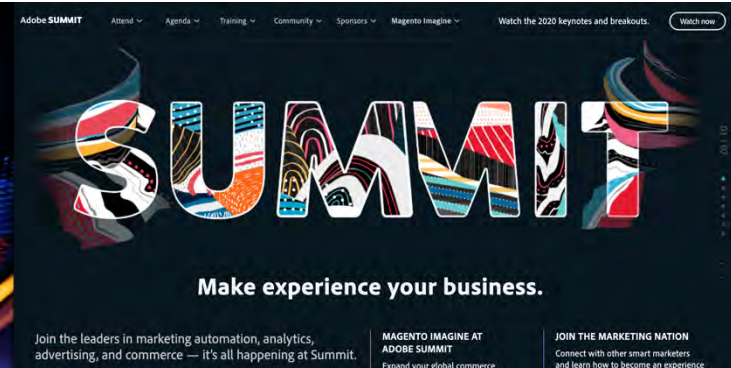 Adobe SUMMIT Attend Agenda Training Community Sponsors Magento Imagine Watch the 2020 keynotes and breakouts. Watch now
SUMMIT
Make experience your business.
Join the leaders in marketing automation, analytics,
advertising, and commerce — it's all happening at Summit.
MAGENTO IMAGINE AT
ADOBE SUMMIT
Expand your global commerce
JOIN THE MARKETING NATION
Connect with other smart marketers
and learn how to become an experience